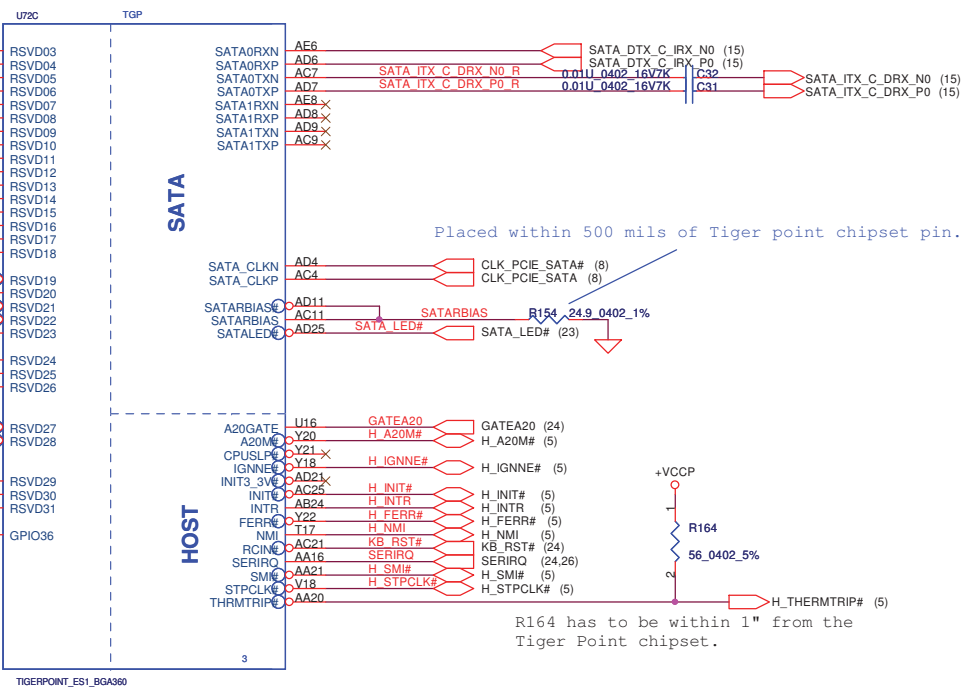 U72C TGP
RSVD03 SATA0RXN AE6 SATA_DTX_C_IRX_N0 (15)
RSVD04 SATA0RXP AD6 SATA_DTX_C_IRX_P0 (15)
RSVD05 SATA0TXN AC7 SATA_ITX_C_DRX_N0_R 0.01U_0402_16V7K C32 SATA_ITX_C_DRX_N0 (15)
RSVD06 SATA0TXP AD7 SATA_ITX_C_DRX_P0_R 0.01U_0402_16V7K C31 SATA_ITX_C_DRX_P0 (15)
RSVD07 SATA1RXN AE8
RSVD08 SATA1RXP AD8
RSVD09 SATA1TXN AD9
RSVD10 SATA1TXP AC9
RSVD11
RSVD12
RSVD13
RSVD14
RSVD15
RSVD16
RSVD17
RSVD18
SATA
Placed within 500 mils of Tiger point chipset pin.
SATA_CLKN AD4 CLK_PCIE_SATA# (8)
RSVD19 SATA_CLKP AC4 CLK_PCIE_SATA (8)
RSVD20
RSVD21 SATARBIAS# AD11
RSVD22 SATARBIAS AC11 SATARBIAS R154 24.9_0402_1%
RSVD23 SATALED# AD25 SATA_LED# SATA_LED# (23)
RSVD24
RSVD25
RSVD26
RSVD27 A20GATE U16 GATEA20 GATEA20 (24)
RSVD28 A20M# Y20 H_A20M# H_A20M# (5)
CPUSLP# Y21
IGNNE# Y18 H_IGNNE# H_IGNNE# (5)
RSVD29 INIT3_3V# AD21
RSVD30 INIT# AC25 H_INIT# H_INIT# (5)
RSVD31 INTR AB24 H_INTR H_INTR (5)
FERR# Y22 H_FERR# H_FERR# (5)
GPIO36 NMI T17 H_NMI H_NMI (5)
RCIN# AC21 KB_RST# KB_RST# (24)
SERIRQ AA16 SERIRQ SERIRQ (24,26)
SMI# AA21 H_SMI# H_SMI# (5)
STPCLK# V18 H_STPCLK# H_STPCLK# (5)
THRMTRIP# AA20 H_THERMTRIP# (5)
HOST
+VCCP
1
R164
56_0402_5%
2
R164 has to be within 1" from the
Tiger Point chipset.
3
TIGERPOINT_ES1_BGA360